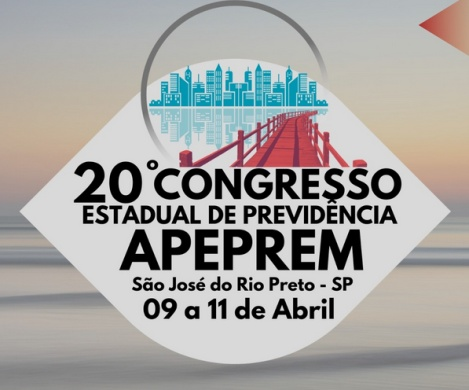 20°CONGRESSO
ESTADUAL DE PREVIDÊNCIA
APEPREM
São José do Rio Preto - SP
09 a 11 de Abril